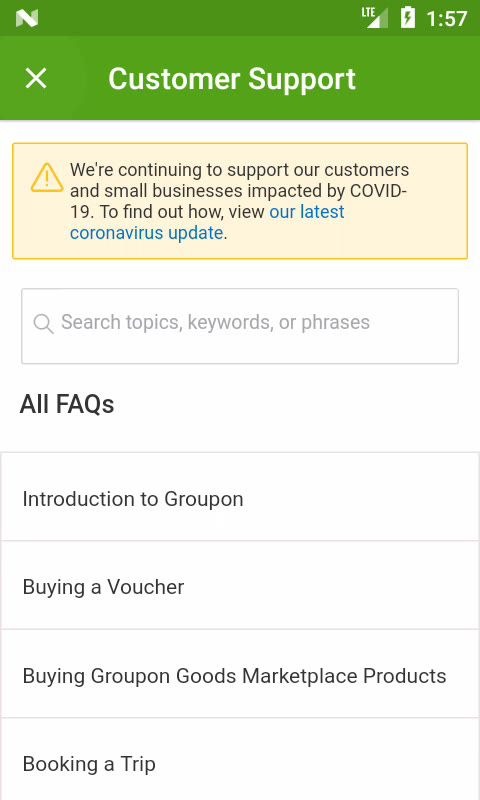 LTE 1:57
Customer Support
We're continuing to support our customers
and small businesses impacted by COVID-
19. To find out how, view our latest
coronavirus update.
Search topics, keywords, or phrases
All FAQs
Introduction to Groupon
Buying a Voucher
Buying Groupon Goods Marketplace Products
Booking a Trip